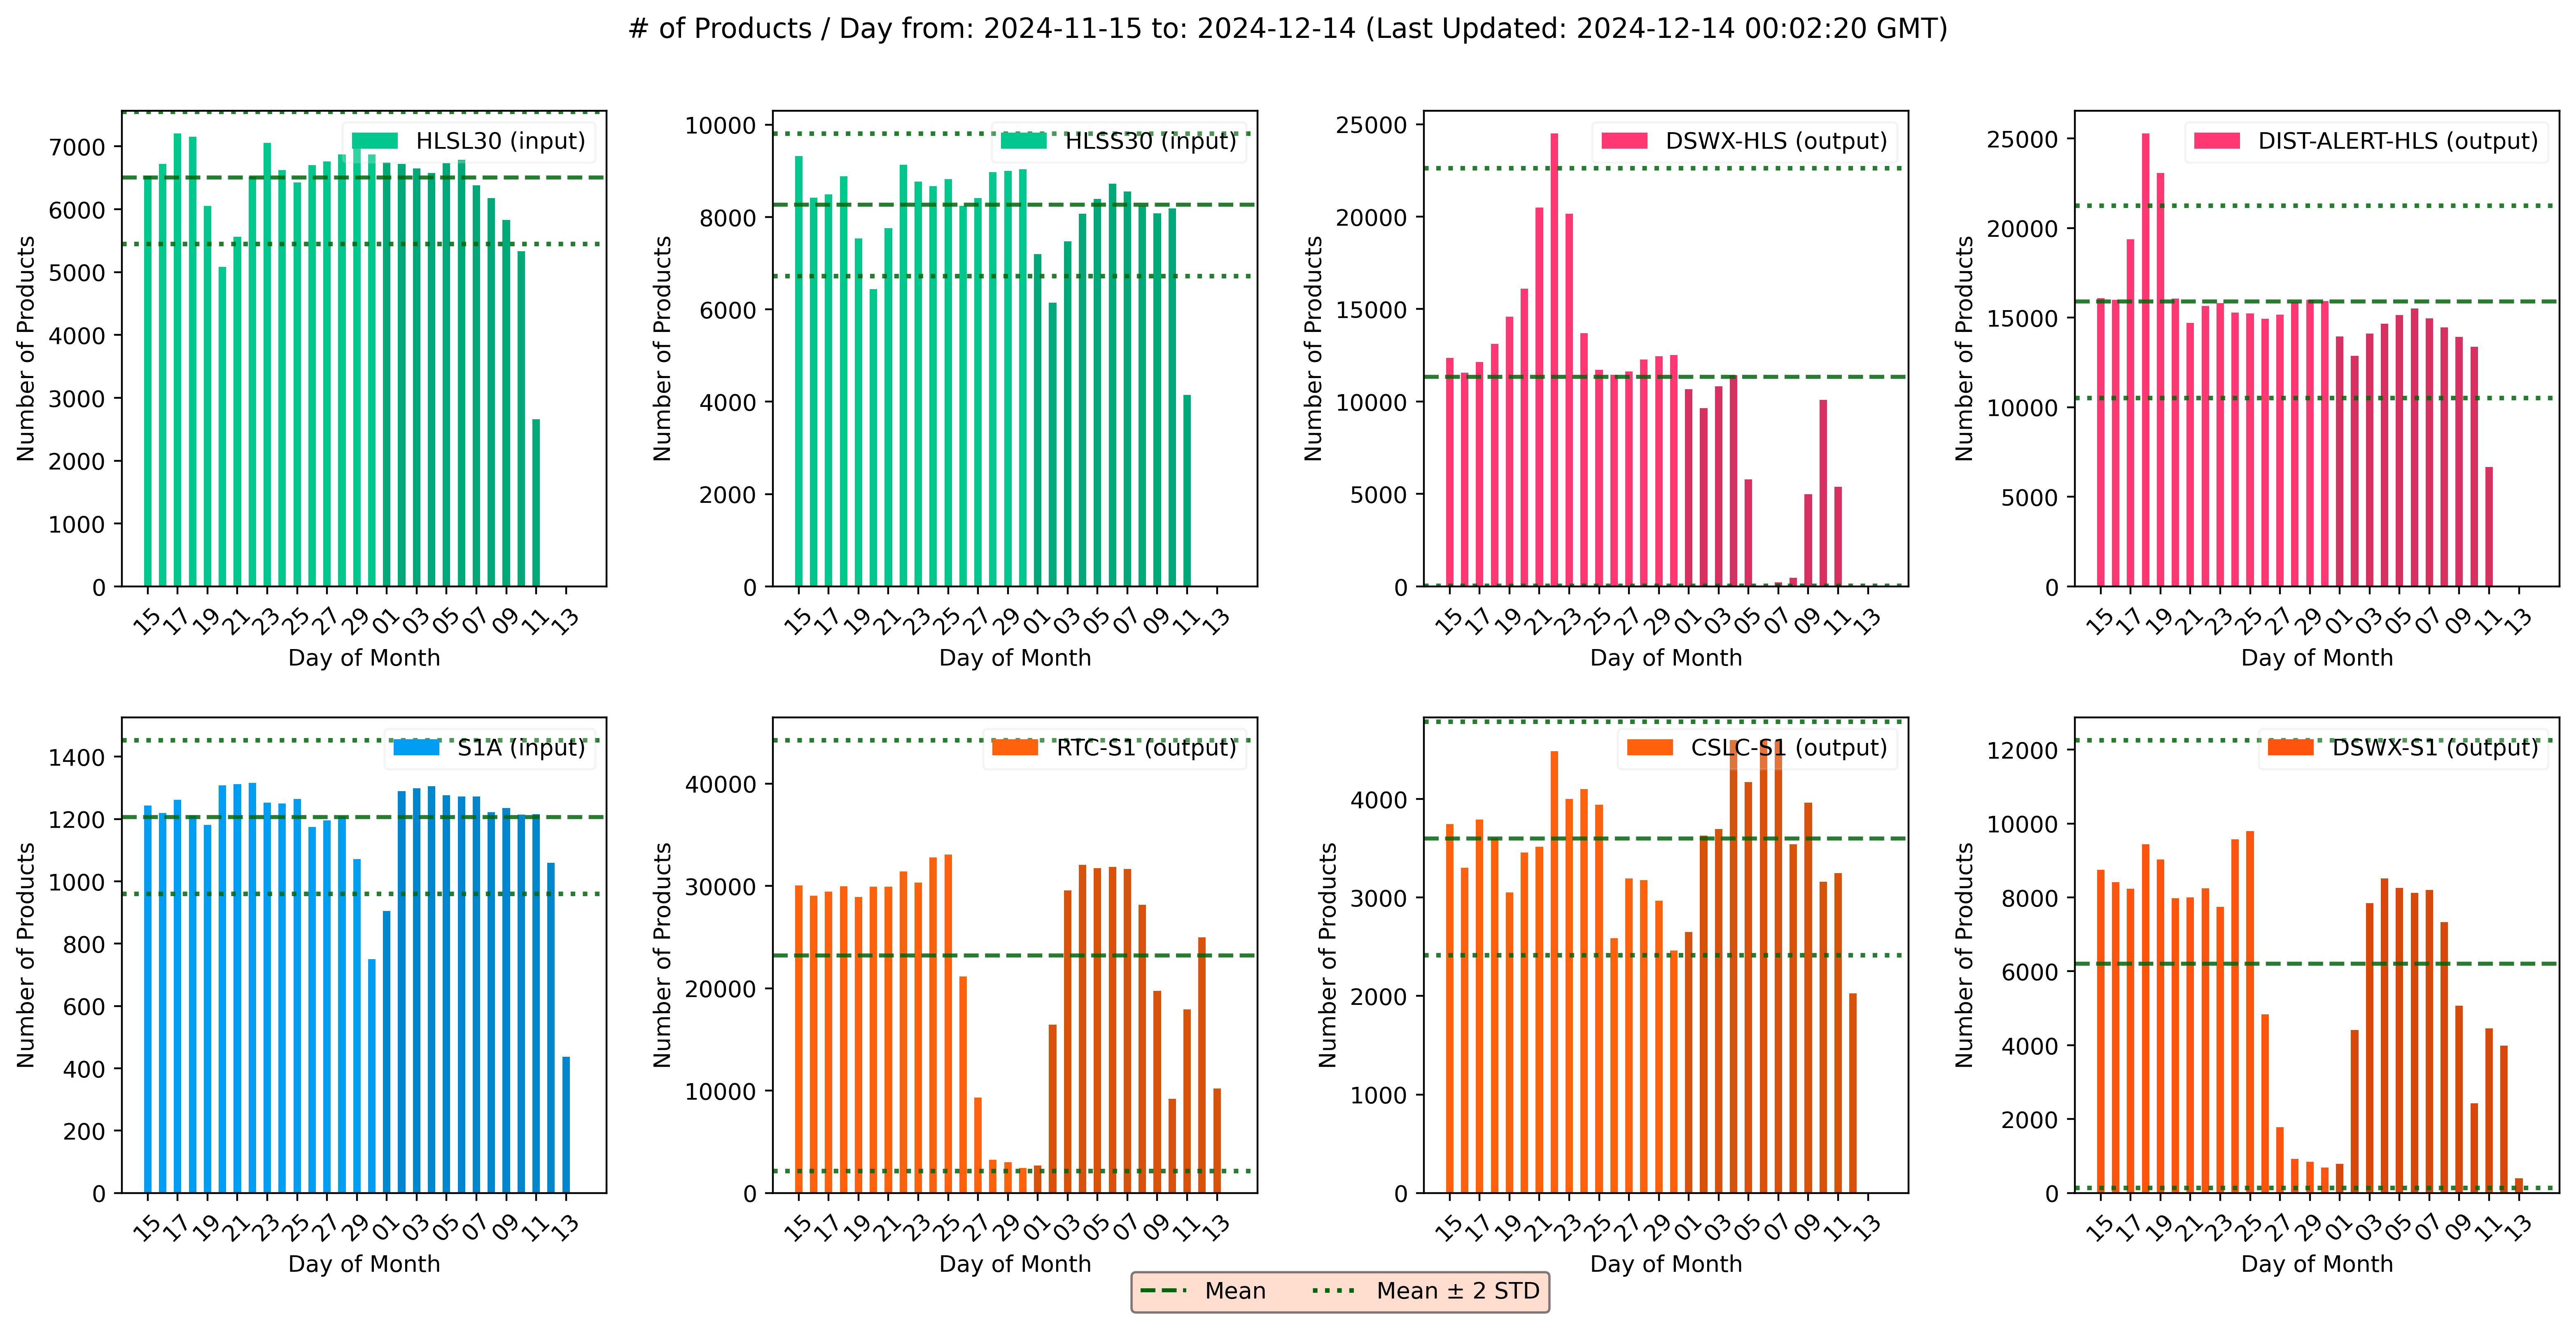 # of Products / Day from: 2024-11-15 to: 2024-12-14 (Last Updated: 2024-12-14 00:02:20 GMT)
HLSL30 (input)
Number of Products
7000
6000
5000
4000
3000
2000
1000
0
15 17 19 21 23 25 27 29 01 03 05 07 09 11 13
Day of Month
HLSS30 (input)
Number of Products
10000
8000
6000
4000
2000
0
15 17 19 21 23 25 27 29 01 03 05 07 09 11 13
Day of Month
DSWX-HLS (output)
Number of Products
25000
20000
15000
10000
5000
0
15 17 19 21 23 25 27 29 01 03 05 07 09 11 13
Day of Month
DIST-ALERT-HLS (output)
Number of Products
25000
20000
15000
10000
5000
0
15 17 19 21 23 25 27 29 01 03 05 07 09 11 13
Day of Month
S1A (input)
Number of Products
1400
1200
1000
800
600
400
200
0
15 17 19 21 23 25 27 29 01 03 05 07 09 11 13
Day of Month
RTC-S1 (output)
Number of Products
40000
30000
20000
10000
0
15 17 19 21 23 25 27 29 01 03 05 07 09 11 13
Day of Month
CSLC-S1 (output)
Number of Products
4000
3000
2000
1000
0
15 17 19 21 23 25 27 29 01 03 05 07 09 11 13
Day of Month
DSWX-S1 (output)
Number of Products
12000
10000
8000
6000
4000
2000
0
15 17 19 21 23 25 27 29 01 03 05 07 09 11 13
Day of Month
Mean
Mean ± 2 STD